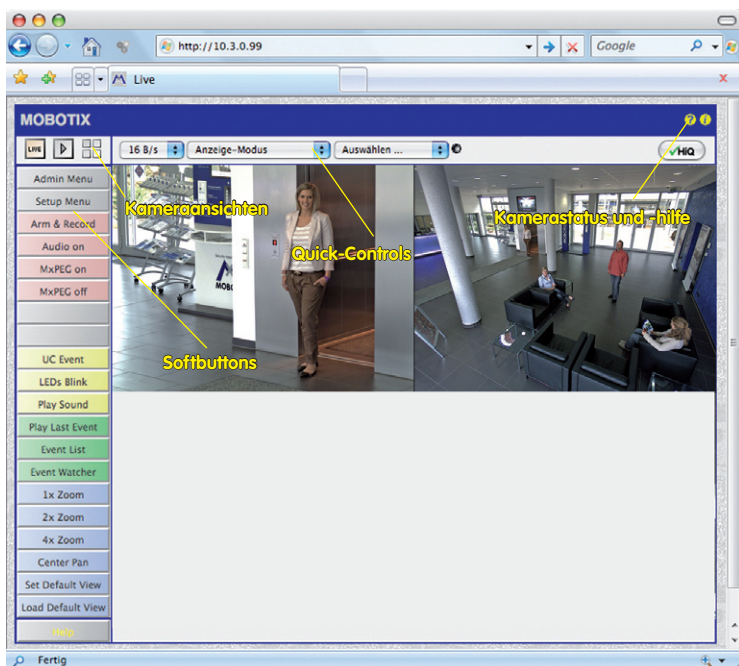 http://10.3.0.99
Google
Live
MOBOTIX
LIVE
16 B/s
Anzeige-Modus
Auswählen ...
HiQ
Admin Menu
Setup Menu
Arm & Record
Audio on
MxPEG on
MxPEG off
UC Event
LEDs Blink
Play Sound
Play Last Event
Event List
Event Watcher
1x Zoom
2x Zoom
4x Zoom
Center Pan
Set Default View
Load Default View
Help
Kameraansichten
Quick-Controls
Kamerastatus und -hilfe
Softbuttons
MOBO
Fertig